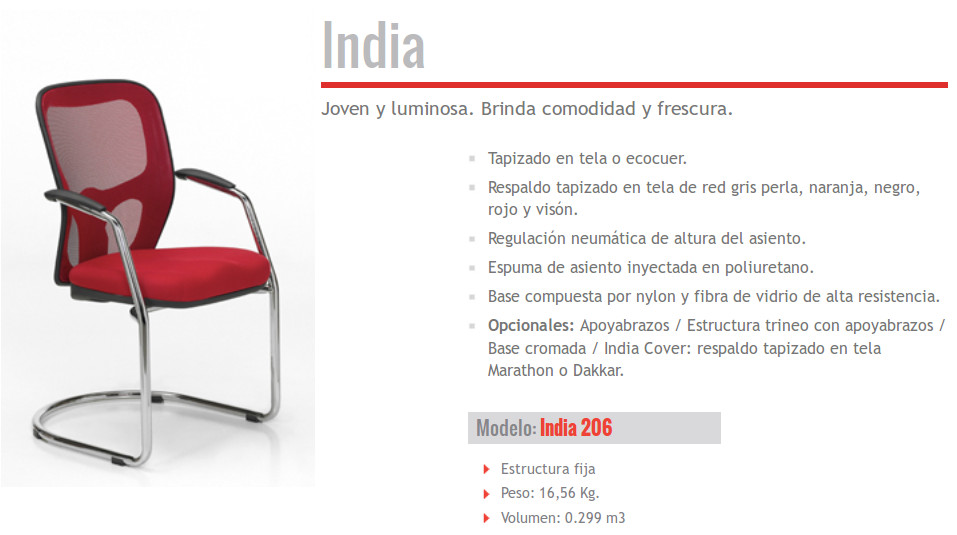 India
Joven y luminosa. Brinda comodidad y frescura.
Tapizado en tela o ecocuer.
Respaldo tapizado en tela de red gris perla, naranja, negro,
rojo y visón.
Regulación neumática de altura del asiento.
Espuma de asiento inyectada en poliuretano.
Base compuesta por nylon y fibra de vidrio de alta resistencia.
Opcionales: Apoyabrazos / Estructura trineo con apoyabrazos /
Base cromada / India Cover: respaldo tapizado en tela
Marathon o Dakkar.
Modelo: India 206
Estructura fija
Peso: 16,56 Kg.
Volumen: 0.299 m3